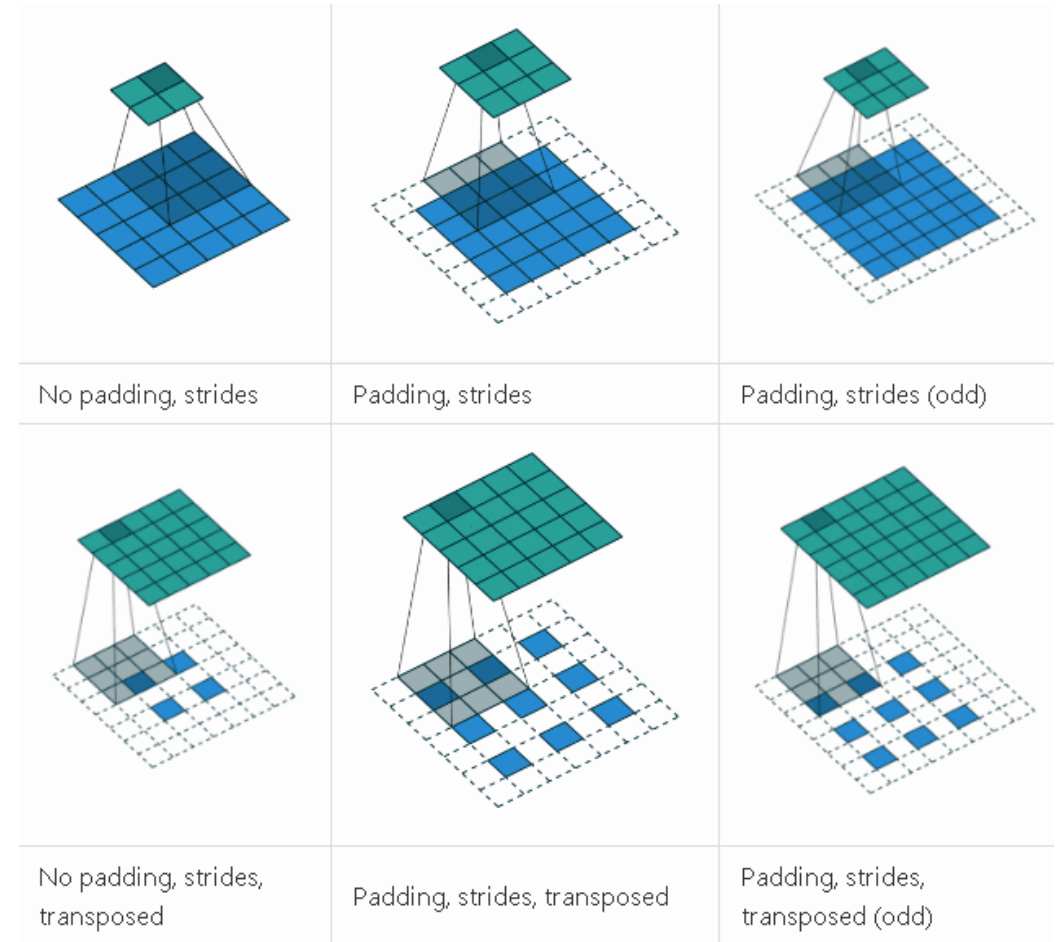 No padding, strides
Padding, strides
Padding, strides (odd)
No padding, strides,
transposed
Padding, strides, transposed
Padding, strides,
transposed (odd)